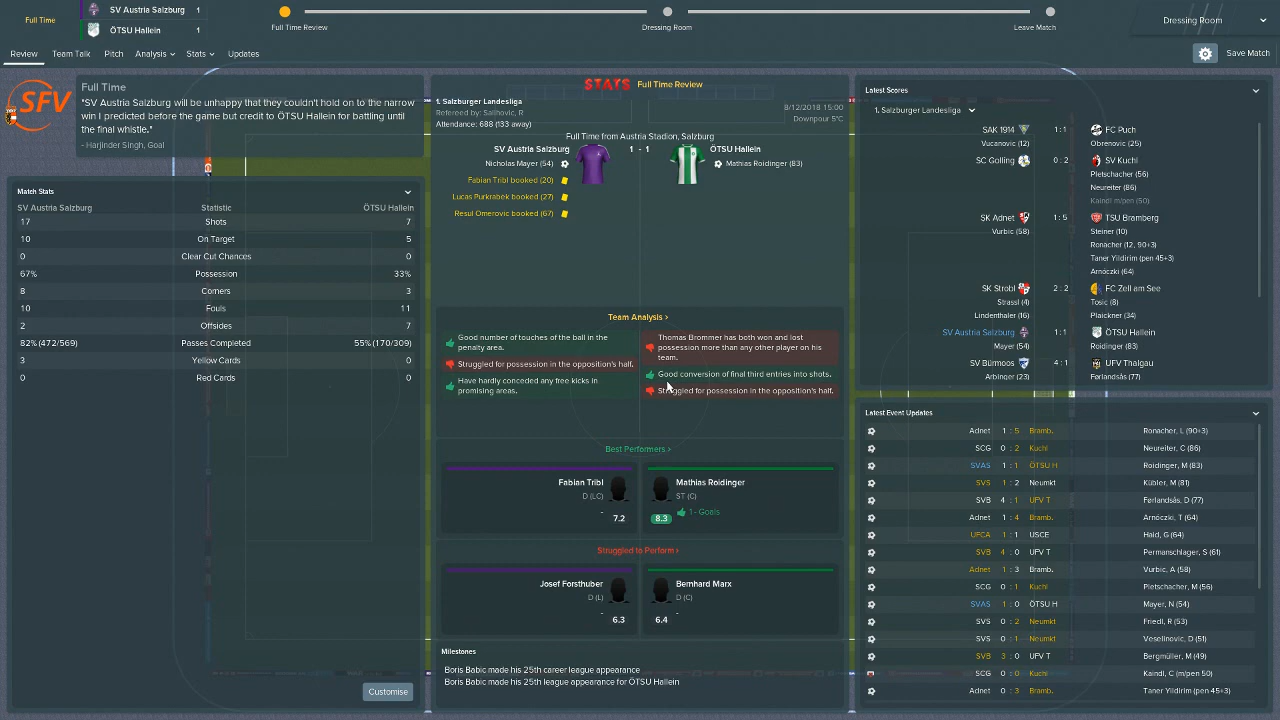 Full Time
SV Austria Salzburg 1
ÖTSU Hallein 1
Full Time Review
Dressing Room
Leave Match
Dressing Room
Review Team Talk Pitch Analysis Stats Updates
Save Match
SFV
Full Time
"SV Austria Salzburg will be unhappy that they couldn't hold on to the narrow
win I predicted before the game but credit to ÖTSU Hallein for battling until
the final whistle."
- Harjinder Singh, Goal
Match Stats
SV Austria Salzburg Statistic ÖTSU Hallein
17 Shots 7
10 On Target 5
0 Clear Cut Chances 0
67% Possession 33%
8 Corners 3
10 Fouls 11
2 Offsides 7
82% (472/569) Passes Completed 55% (170/309)
3 Yellow Cards 0
0 Red Cards 0
Customise
STATS Full Time Review
1. Salzburger Landesliga
Refereed by: Salihovic, R
Attendance: 688 (133 away)
8/12/2018 15:00
Downpour 5°C
Full Time from Austria Stadion, Salzburg
SV Austria Salzburg 1 - 1 ÖTSU Hallein
Nicholas Mayer (54)
Mathias Roidinger (83)
Fabian Tribl booked (20)
Lucas Purkrabek booked (27)
Resul Omerovic booked (67)
Team Analysis >
Good number of touches of the ball in the
penalty area.
Struggled for possession in the opposition's half.
Have hardly conceded any free kicks in
promising areas.
Thomas Brommer has both won and lost
possession more than any other player on his
team.
Good conversion of final third entries into shots.
Struggled for possession in the opposition's half.
Best Performers >
Fabian Tribl
D (LC)
-
7.2
Mathias Roidinger
ST (C)
1 - Goals
8.3
Struggled to Perform >
Josef Forsthuber
D (L)
-
6.3
Bernhard Marx
D (C)
-
6.4
Milestones
Boris Babic made his 25th career league appearance
Boris Babic made his 25th league appearance for ÖTSU Hallein
Latest Scores
1. Salzburger Landesliga
SAK 1914 1 : 1 FC Puch
Vucanovic (12) Obrenovic (25)
SC Golling 0 : 2 SV Kuchl
Pletschacher (56)
Neureiter (86)
Kaindl m/pen (50)
SK Adnet 1 : 5 TSU Bramberg
Vurbic (58) Steiner (10)
Ronacher (12, 90+3)
Taner Yildirim (pen 45+3)
Arnóczki (64)
SK Strobl 2 : 2 FC Zell am See
Strassl (4) Tosic (8)
Lindenthaler (16) Plaickner (34)
SV Austria Salzburg 1:1 ÖTSU Hallein
Mayer (54) Roidinger (83)
SV Bürmoos 4 : 1 UFV Thalgau
Arbinger (23) Førlandsås (77)
Latest Event Updates
Adnet 1 : 5 Bramb. Ronacher, L (90+3)
SCG 0 : 2 Kuchl Neureiter, C (86)
SVAS 1 : 1 ÖTSU H Roidinger, M (83)
SVS 1 : 2 Neumkt Kübler, M (81)
SVB 4 : 1 UFV T Førlandsås, D (77)
Adnet 1 : 4 Bramb. Arnóczki, T (64)
UFCA 1 : 1 USCE Haid, G (64)
SVB 4 : 0 UFV T Permanschlager, S (61)
Adnet 1 : 3 Bramb. Vurbic, A (58)
SCG 0 : 1 Kuchl Pletschacher, M (56)
SVAS 1 : 0 ÖTSU H Mayer, N (54)
SVS 0 : 2 Neumkt Friedl, R (53)
SVS 0 : 1 Neumkt Veselinovic, D (51)
SVB 3 : 0 UFV T Bergmüller, M (49)
SCG 0 : 0 Kuchl Kaindl, C (m/pen 50)
Adnet 0 : 3 Bramb. Taner Yildirim (pen 45+3)